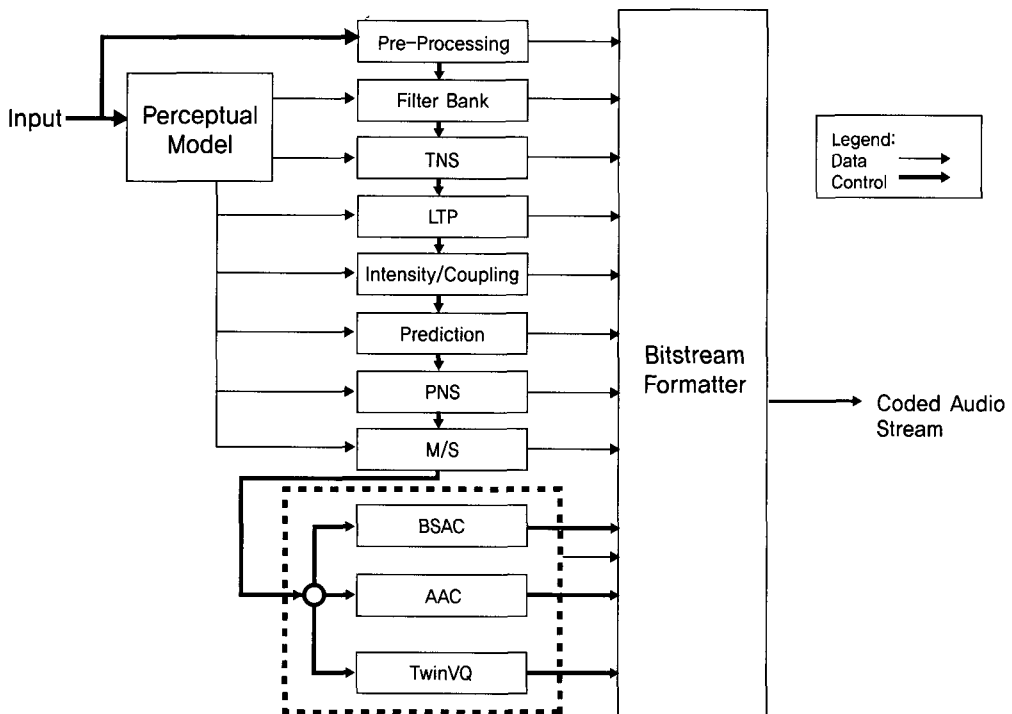 Input
Perceptual
Model
Pre-Processing
Filter Bank
TNS
LTP
Intensity/Coupling
Prediction
PNS
M/S
BSAC
AAC
TwinVQ
Bitstream
Formatter
Legend:
Data
Control
Coded Audio
Stream